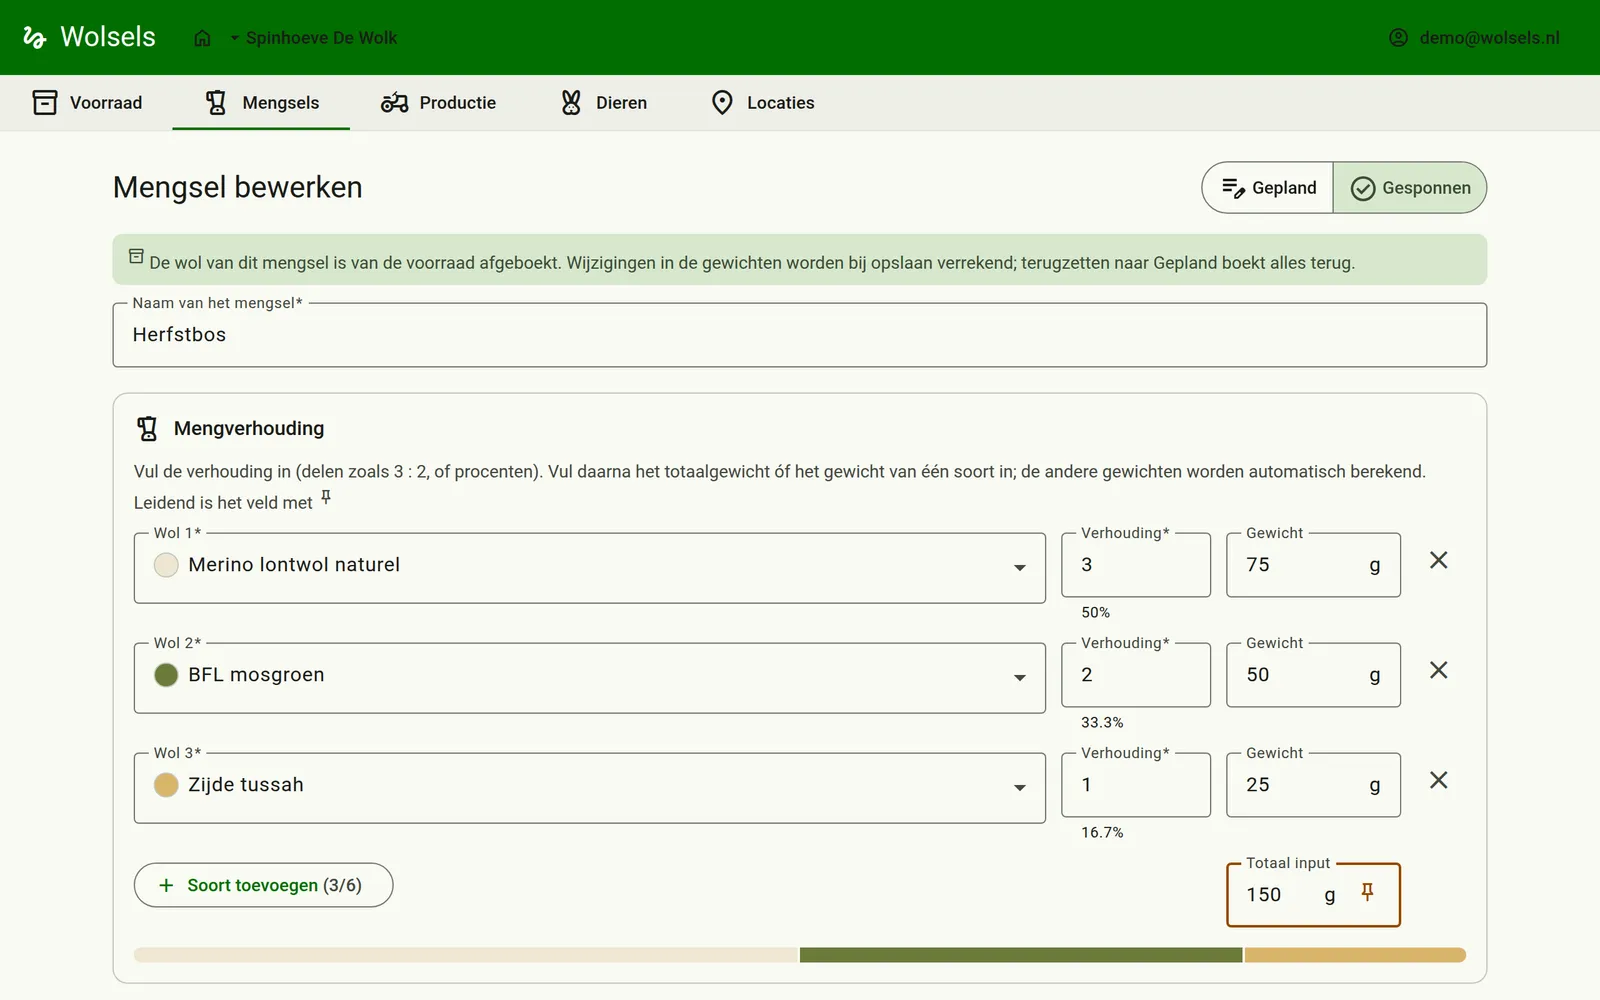 Wolsels
Spinhoeve De Wolk
demo@wolsels.nl
Voorraad
Mengsels
Productie
Dieren
Locaties
Mengsel bewerken
Gepland
Gesponnen
De wol van dit mengsel is van de voorraad afgeboekt. Wijzigingen in de gewichten worden bij opslaan verrekend; terugzetten naar Gepland boekt alles terug.
Naam van het mengsel*
Herfstbos
Mengverhouding
Vul de verhouding in (delen zoals 3 : 2, of procenten). Vul daarna het totaalgewicht óf het gewicht van één soort in; de andere gewichten worden automatisch berekend.
Leidend is het veld met
Wol 1*
Merino lontwol naturel
Verhouding*
3
50%
Gewicht
75 g
Wol 2*
BFL mosgroen
Verhouding*
2
33.3%
Gewicht
50 g
Wol 3*
Zijde tussah
Verhouding*
1
16.7%
Gewicht
25 g
Soort toevoegen (3/6)
Totaal input
150 g